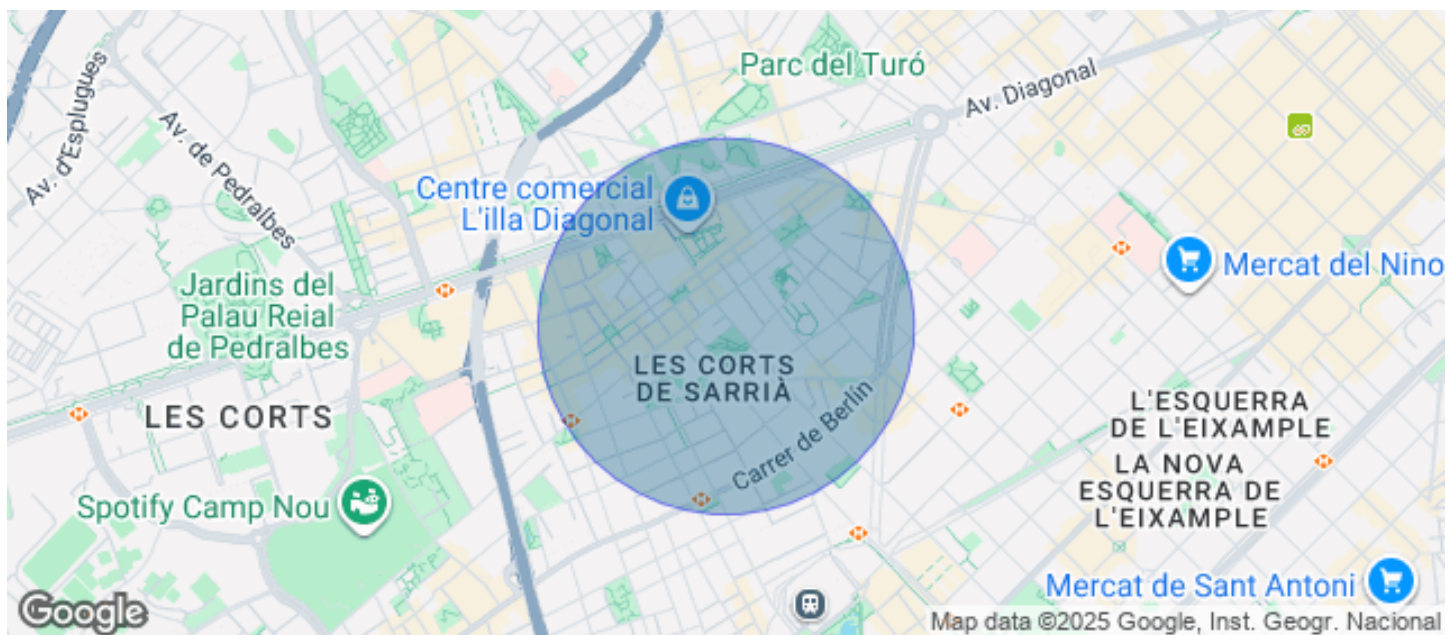 Parc del Turó
Av. Diagonal
Av. d'Esplugues
Av. de Pedralbes
Centre comercial
L'illa Diagonal
Mercat del Nino
Jardins del
Palau Reial
de Pedralbes
LES CORTS
DE SARRIÀ
LES CORTS
Carrer de Berlín
L'ESQUERRA
DE L'EIXAMPLE
LA NOVA
ESQUERRA DE
L'EIXAMPLE
Spotify Camp Nou
Mercat de Sant Antoni
Google
Map data ©2025 Google, Inst. Geogr. Nacional